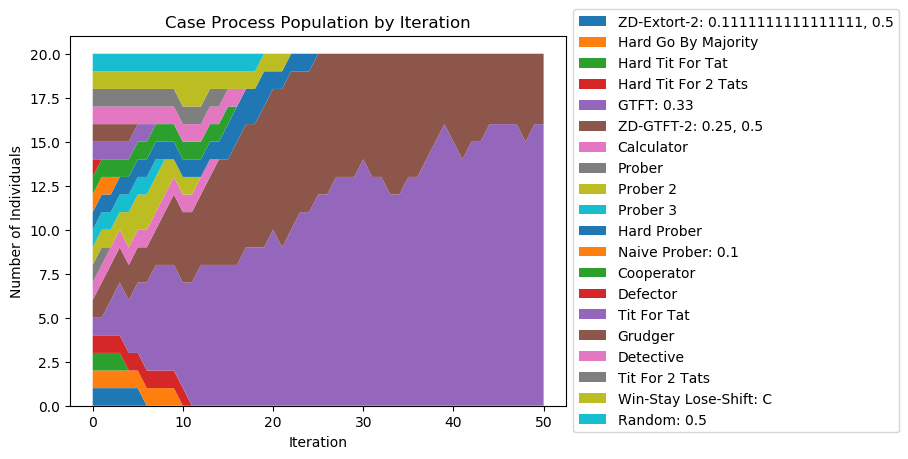 Case Process Population by Iteration
20.0
17.5
15.0
12.5
10.0
7.5
5.0
2.5
0.0
Number of Individuals
0 10 20 30 40 50
Iteration
ZD-Extort-2: 0.1111111111111111, 0.5
Hard Go By Majority
Hard Tit For Tat
Hard Tit For 2 Tats
GTFT: 0.33
ZD-GTFT-2: 0.25, 0.5
Calculator
Prober
Prober 2
Prober 3
Hard Prober
Naive Prober: 0.1
Cooperator
Defector
Tit For Tat
Grudger
Detective
Tit For 2 Tats
Win-Stay Lose-Shift: C
Random: 0.5